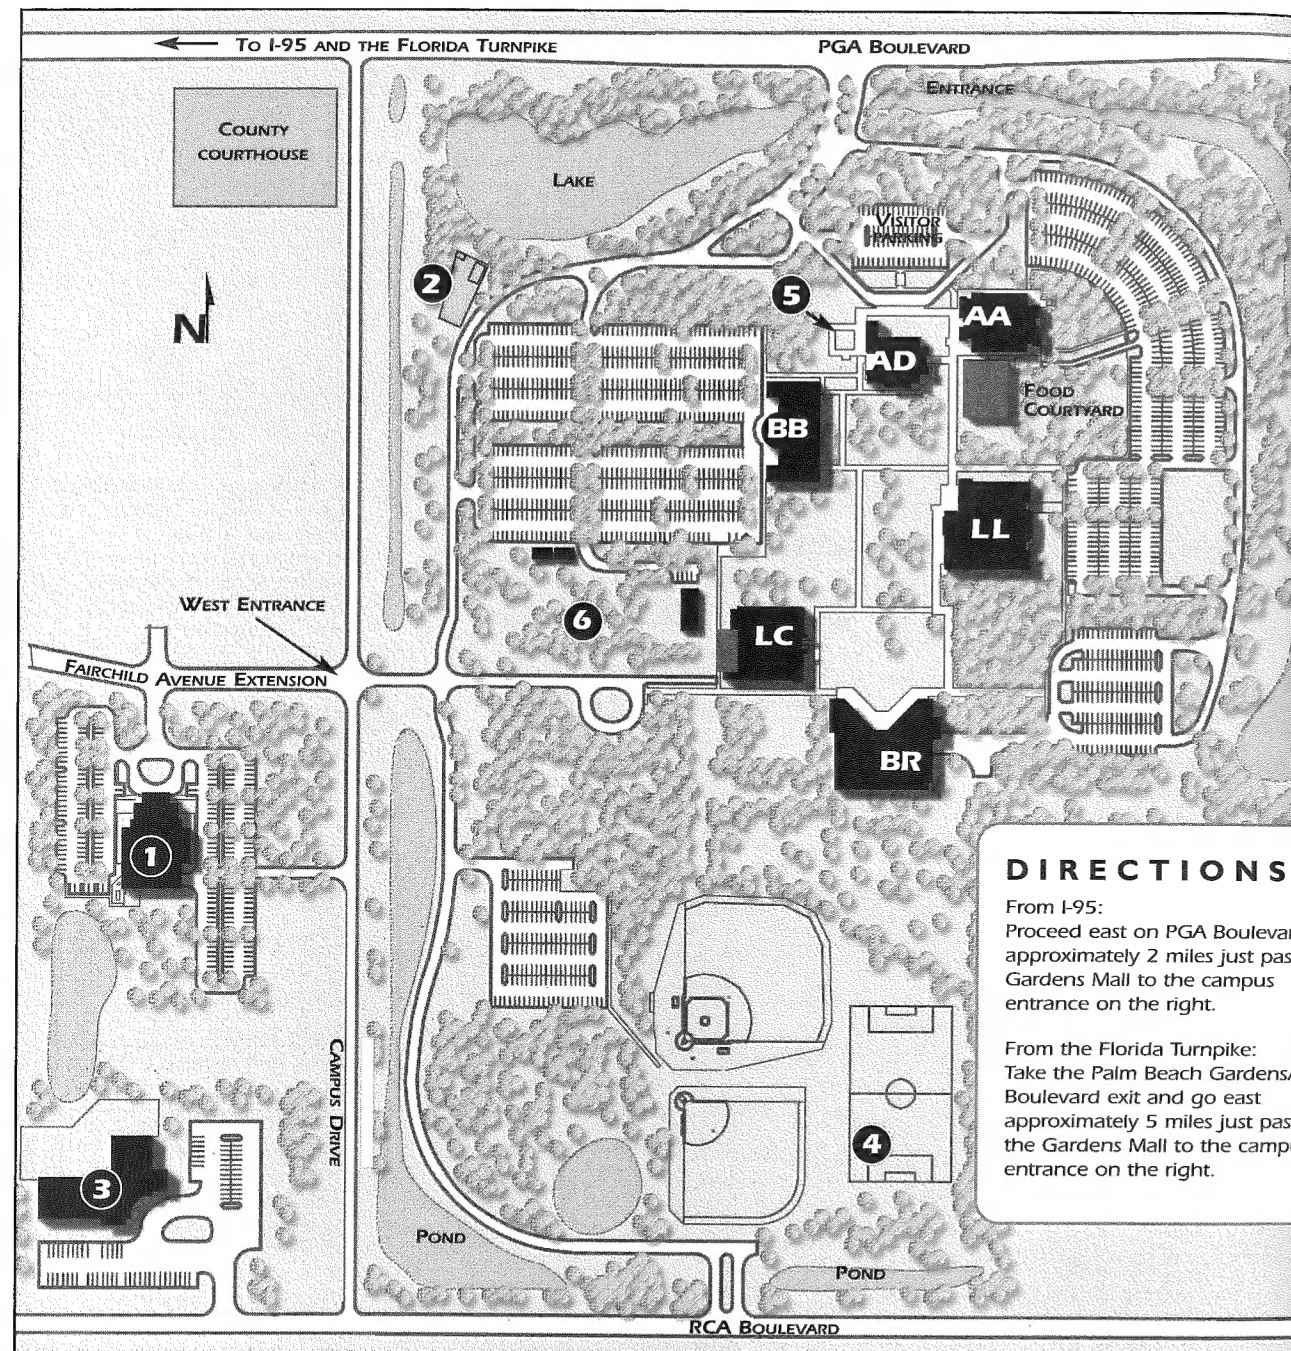 TO I-95 AND THE FLORIDA TURNPIKE
PGA BOULEVARD
ENTRANCE
COUNTY
COURTHOUSE
LAKE
VISITOR
PARKING
2
5
N
AA
AD
FOOD
COURTYARD
BB
LL
WEST ENTRANCE
6
LC
FAIRCHILD AVENUE EXTENSION
BR
1
DIRECTIONS
From I-95:
Proceed east on PGA
approximately 2 miles just
Gardens Mall to the campus
entrance on the right.
From the Florida Turnpike:
Take the Palm Beach Gardens/
Boulevard exit and go east
approximately 5 miles just
the Gardens Mall to the
entrance on the right.
CAMPUS DRIVE
4
3
POND
POND
RCA BOULEVARD